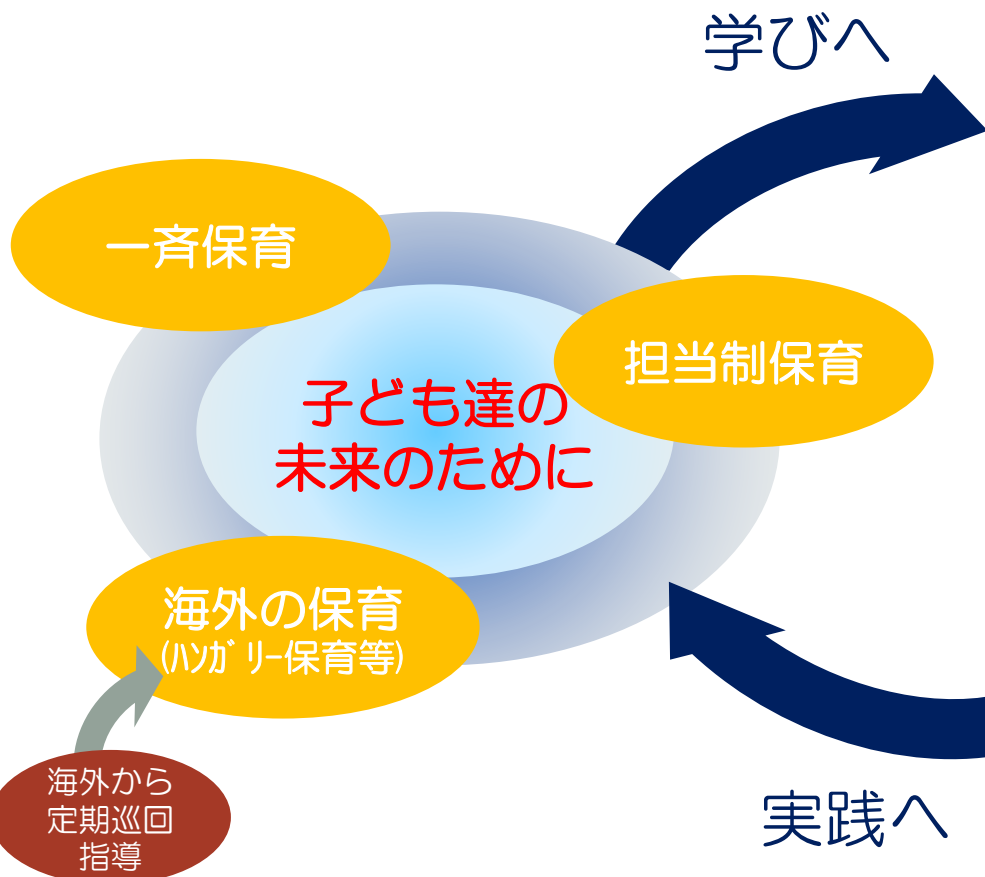 学びへ
一斉保育
担当制保育
子ども達の
未来のために
海外の保育
(ﾊﾝｶﾞﾘｰ保育等)
海外から
定期巡回
指導
実践へ